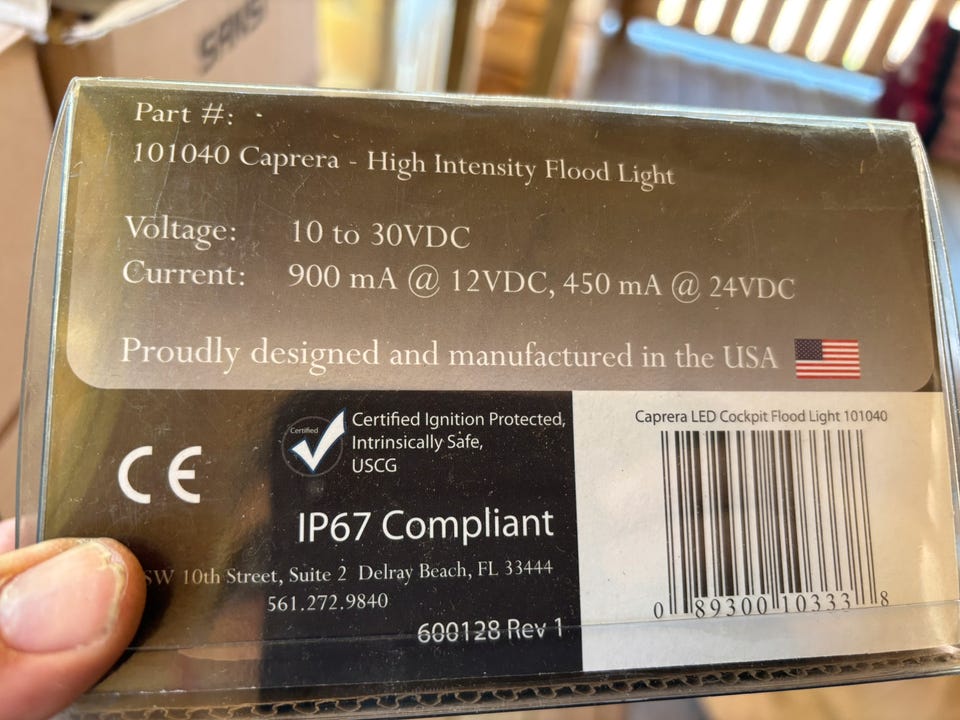 SANSI
Part #:
101040 Caprera - High Intensity Flood Light
Voltage: 10 to 30VDC
Current: 900 mA @ 12VDC, 450 mA @ 24VDC
Proudly designed and manufactured in the USA
CE
Certified
Certified Ignition Protected,
Intrinsically Safe,
USCG
IP67 Compliant
SW 10th Street, Suite 2 Delray Beach, FL 33444
561.272.9840
600128 Rev 1
Caprera LED Cockpit Flood Light 101040
0 89300 10333 8